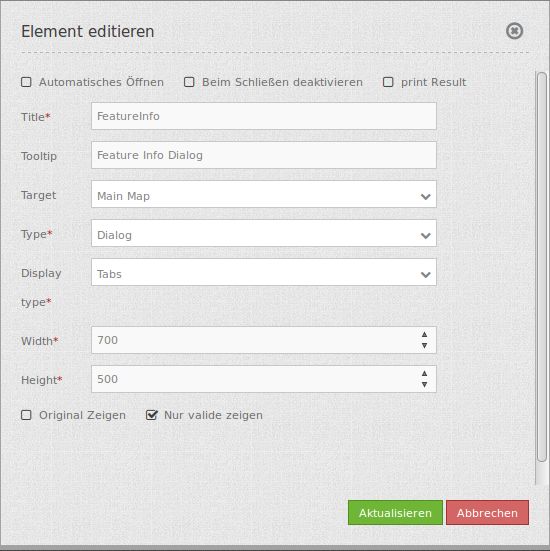 Element editieren
Automatisches Öffnen Beim Schließen deaktivieren print Result
Title* FeatureInfo
Tooltip Feature Info Dialog
Target Main Map
Type* Dialog
Display Tabs
type*
Width* 700
Height* 500
Original Zeigen Nur valide zeigen
Aktualisieren Abbrechen